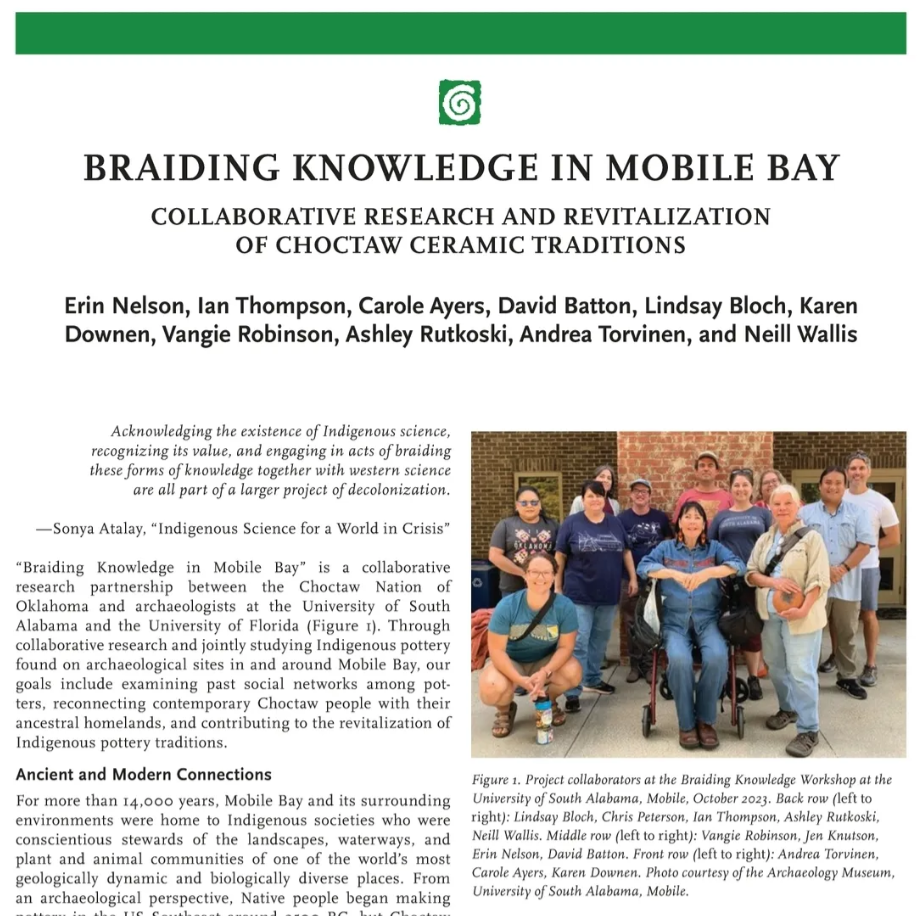 BRAIDING KNOWLEDGE IN MOBILE BAY
COLLABORATIVE RESEARCH AND REVITALIZATION
OF CHOCTAW CERAMIC TRADITIONS
Erin Nelson, Ian Thompson, Carole Ayers, David Batton, Lindsay Bloch, Karen
Downen, Vangie Robinson, Ashley Rutkoski, Andrea Torvinen, and Neill Wallis
Acknowledging the existence of Indigenous science,
recognizing its value, and engaging in acts of braiding
these forms of knowledge together with western science
are all part of a larger project of decolonization.
—Sonya Atalay, “Indigenous Science for a World in Crisis”
“Braiding Knowledge in Mobile Bay” is a collaborative
research partnership between the Choctaw Nation of
Oklahoma and archaeologists at the University of South
Alabama and the University of Florida (Figure 1). Through
collaborative research and jointly studying Indigenous pottery
found on archaeological sites in and around Mobile Bay, our
goals include examining past social networks among pot-
ters, reconnecting contemporary Choctaw people with their
ancestral homelands, and contributing to the revitalization of
Indigenous pottery traditions.
Ancient and Modern Connections
For more than 14,000 years, Mobile Bay and its surrounding
environments were home to Indigenous societies who were
conscientious stewards of the landscapes, waterways, and
plant and animal communities of one of the world’s most
geologically dynamic and biologically diverse places. From
an archaeological perspective, Native people began making
OKLAHOMA
SOUTH ALABAMA
Figure 1. Project collaborators at the Braiding Knowledge Workshop at the
University of South Alabama, Mobile, October 2023. Back row (left to
right): Lindsay Bloch, Chris Peterson, Ian Thompson, Ashley Rutkoski,
Neill Wallis. Middle row (left to right): Vangie Robinson, Jen Knutson,
Erin Nelson, David Batton. Front row (left to right): Andrea Torvinen,
Carole Ayers, Karen Downen. Photo courtesy of the Archaeology Museum,
University of South Alabama, Mobile.